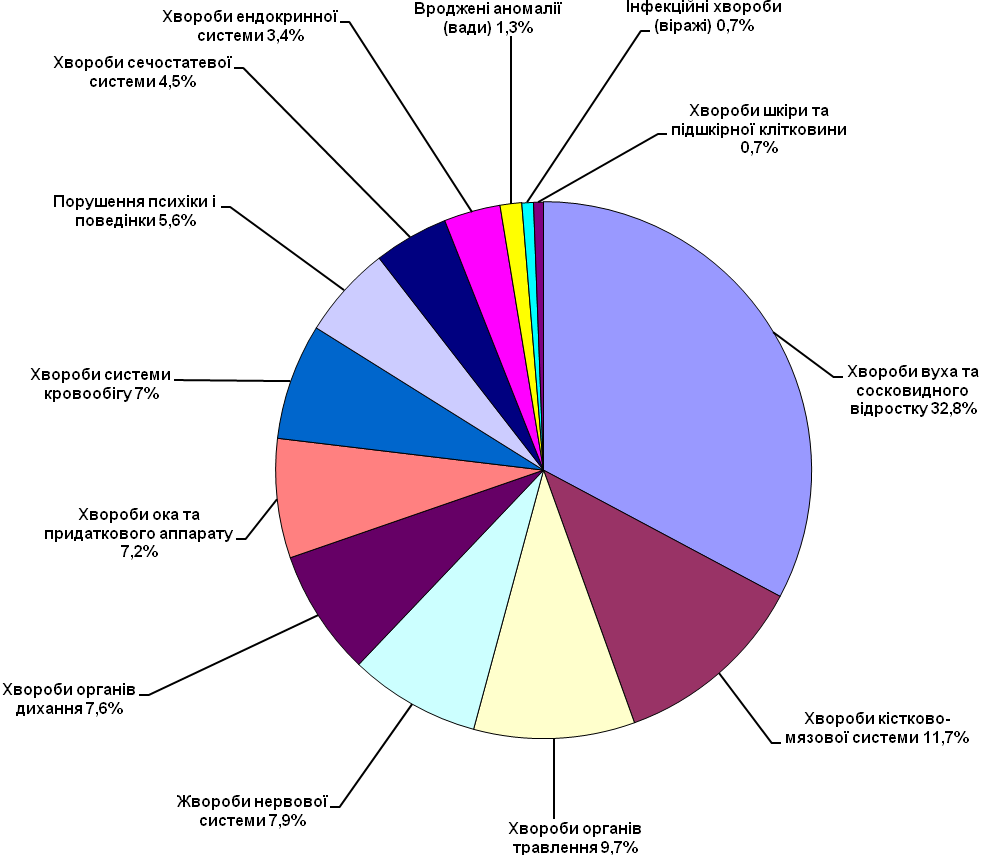 Хвороби ендокринної
системи 3,4%
Вроджені аномалії
(вади) 1,3%
Інфекційні хвороби
(віражі) 0,7%
Хвороби сечостатевої
системи 4,5%
Хвороби шкіри та
підшкірної клітковини
0,7%
Порушення психіки і
поведінки 5,6%
Хвороби системи
кровообігу 7%
Хвороби вуха та
сосковидного
відростку 32,8%
Хвороби ока та
придаткового аппарату
7,2%
Хвороби органів
дихання 7,6%
Хвороби кістково-
мязової системи 11,7%
Жвороби нервової
системи 7,9%
Хвороби органів
травлення 9,7%